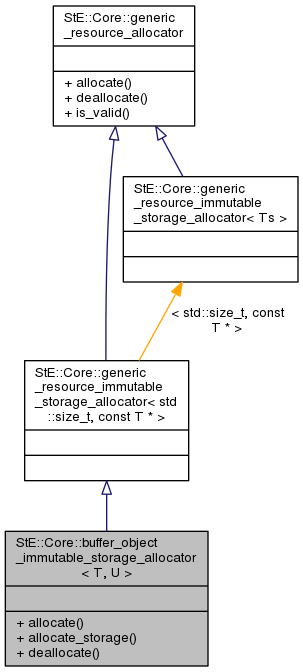 StE::Core::generic
_resource_allocator
+ allocate()
+ deallocate()
+ is_valid()
StE::Core::generic
_resource_immutable
_storage_allocator< Ts >
< std::size_t, const
T * >
StE::Core::generic
_resource_immutable
_storage_allocator< std
::size_t, const T * >
StE::Core::buffer_object
_immutable_storage_allocator
< T, U >
+ allocate()
+ allocate_storage()
+ deallocate()